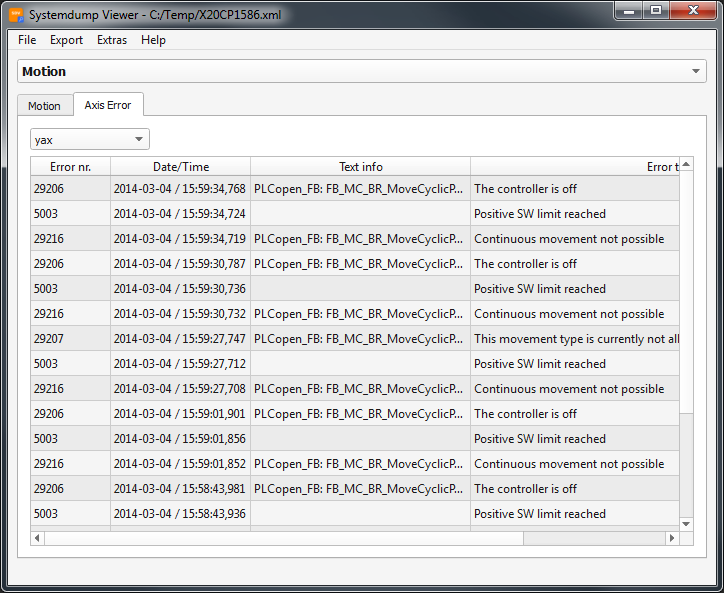 Systemdump Viewer - C:/Temp/X20CP1586.xml
File Export Extras Help
Motion
Motion Axis Error
yax
Error nr. Date/Time Text info Error t
29206 2014-03-04 / 15:59:34,768 PLCopen_FB: FB_MC_BR_MoveCyclicP... The controller is off
5003 2014-03-04 / 15:59:34,724 Positive SW limit reached
29216 2014-03-04 / 15:59:34,719 PLCopen_FB: FB_MC_BR_MoveCyclicP... Continuous movement not possible
29206 2014-03-04 / 15:59:30,787 PLCopen_FB: FB_MC_BR_MoveCyclicP... The controller is off
5003 2014-03-04 / 15:59:30,736 Positive SW limit reached
29216 2014-03-04 / 15:59:30,732 PLCopen_FB: FB_MC_BR_MoveCyclicP... Continuous movement not possible
29207 2014-03-04 / 15:59:27,747 PLCopen_FB: FB_MC_BR_MoveCyclicP... This movement type is currently not all
5003 2014-03-04 / 15:59:27,712 Positive SW limit reached
29216 2014-03-04 / 15:59:27,708 PLCopen_FB: FB_MC_BR_MoveCyclicP... Continuous movement not possible
29206 2014-03-04 / 15:59:01,901 PLCopen_FB: FB_MC_BR_MoveCyclicP... The controller is off
5003 2014-03-04 / 15:59:01,856 Positive SW limit reached
29216 2014-03-04 / 15:59:01,852 PLCopen_FB: FB_MC_BR_MoveCyclicP... Continuous movement not possible
29206 2014-03-04 / 15:58:43,981 PLCopen_FB: FB_MC_BR_MoveCyclicP... The controller is off
5003 2014-03-04 / 15:58:43,936 Positive SW limit reached